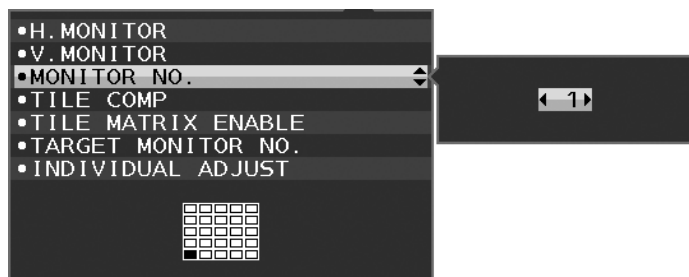 •H.MONITOR
•V.MONITOR
•MONITOR NO.
1
•TILE COMP
•TILE MATRIX ENABLE
•TARGET MONITOR NO.
•INDIVIDUAL ADJUST